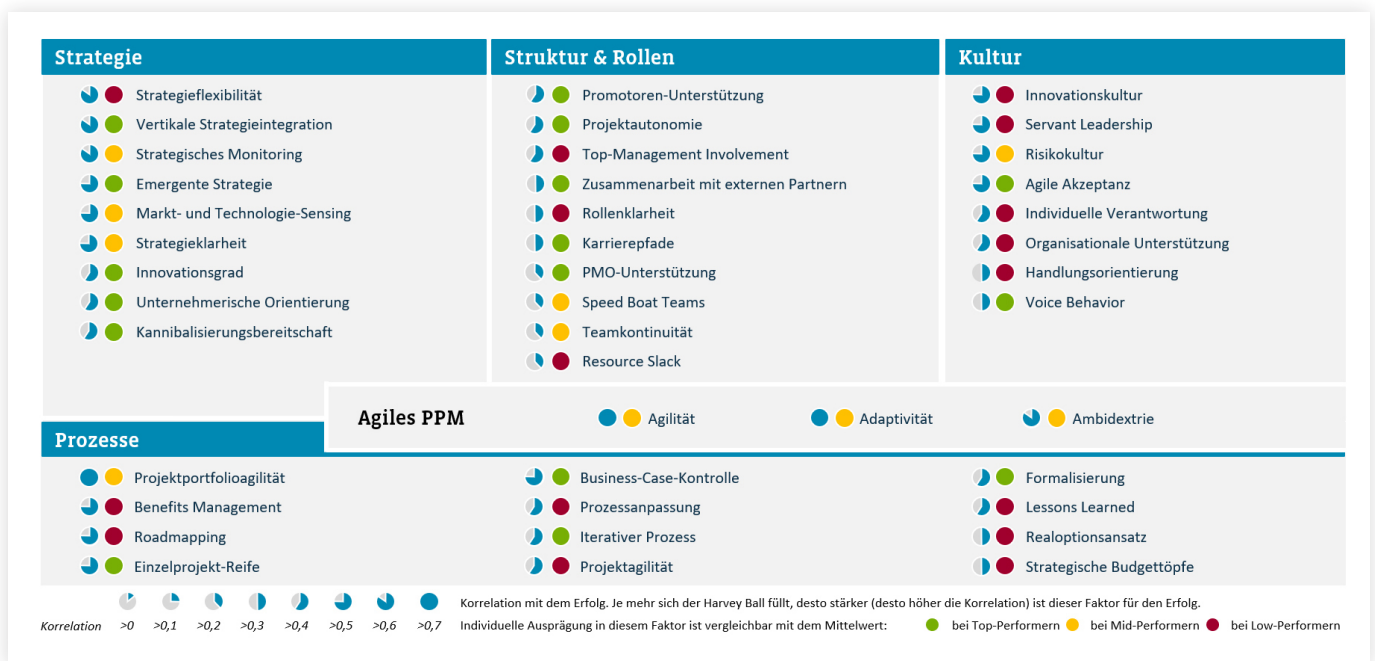 Strategie
Strategieflexibilität
Vertikale Strategieintegration
Strategisches Monitoring
Emergente Strategie
Markt- und Technologie-Sensing
Strategieklarheit
Innovationsgrad
Unternehmerische Orientierung
Kannibalisierungsbereitschaft
Struktur & Rollen
Promotoren-Unterstützung
Projektautonomie
Top-Management Involvement
Zusammenarbeit mit externen Partnern
Rollenklarheit
Karrierepfade
PMO-Unterstützung
Speed Boat Teams
Teamkontinuität
Resource Slack
Kultur
Innovationskultur
Servant Leadership
Risikokultur
Agile Akzeptanz
Individuelle Verantwortung
Organisationale Unterstützung
Handlungsorientierung
Voice Behavior
Agiles PPM Agilität Adaptivität Ambidextrie
Prozesse
Projektportfolioagilität
Benefits Management
Roadmapping
Einzelprojekt-Reife
Business-Case-Kontrolle
Prozessanpassung
Iterativer Prozess
Projektagilität
Formalisierung
Lessons Learned
Realoptionsansatz
Strategische Budgettöpfe
Korrelation mit dem Erfolg. Je mehr sich der Harvey Ball füllt, desto stärker (desto höher die Korrelation) ist dieser Faktor für den Erfolg.
Korrelation >0 >0,1 >0,2 >0,3 >0,4 >0,5 >0,6 >0,7 Individuelle Ausprägung in diesem Faktor ist vergleichbar mit dem Mittelwert: bei Top-Performern bei Mid-Performern bei Low-Performern